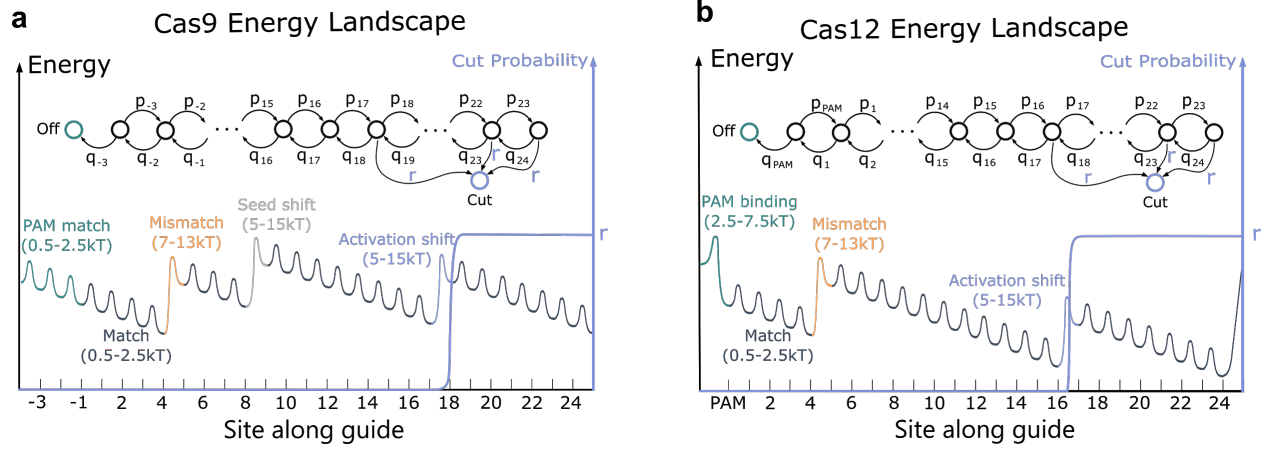 a
Cas9 Energy Landscape
Energy
Cut Probability
p-3 p-2 p15 p16 p17 p18 p22 p23
Off
...
...
q-3 q-2 q-1 q16 q17 q18 q19 q23 q24
r r r
Cut
PAM match
(0.5-2.5kT)
Mismatch
(7-13kT)
Seed shift
(5-15kT)
Activation shift
(5-15kT)
r
Match
(0.5-2.5kT)
-3 -1 2 4 6 8 10 12 14 16 18 20 22 24
Site along guide
b
Cas12 Energy Landscape
Energy
Cut Probability
pPAM p1 p14 p15 p16 p17 p22 p23
Off
...
...
qPAM q1 q2 q15 q16 q17 q18 q23 q24
r r r
Cut
PAM binding
(2.5-7.5kT)
Mismatch
(7-13kT)
Activation shift
(5-15kT)
r
Match
(0.5-2.5kT)
PAM 2 4 6 8 10 12 14 16 18 20 22 24
Site along guide